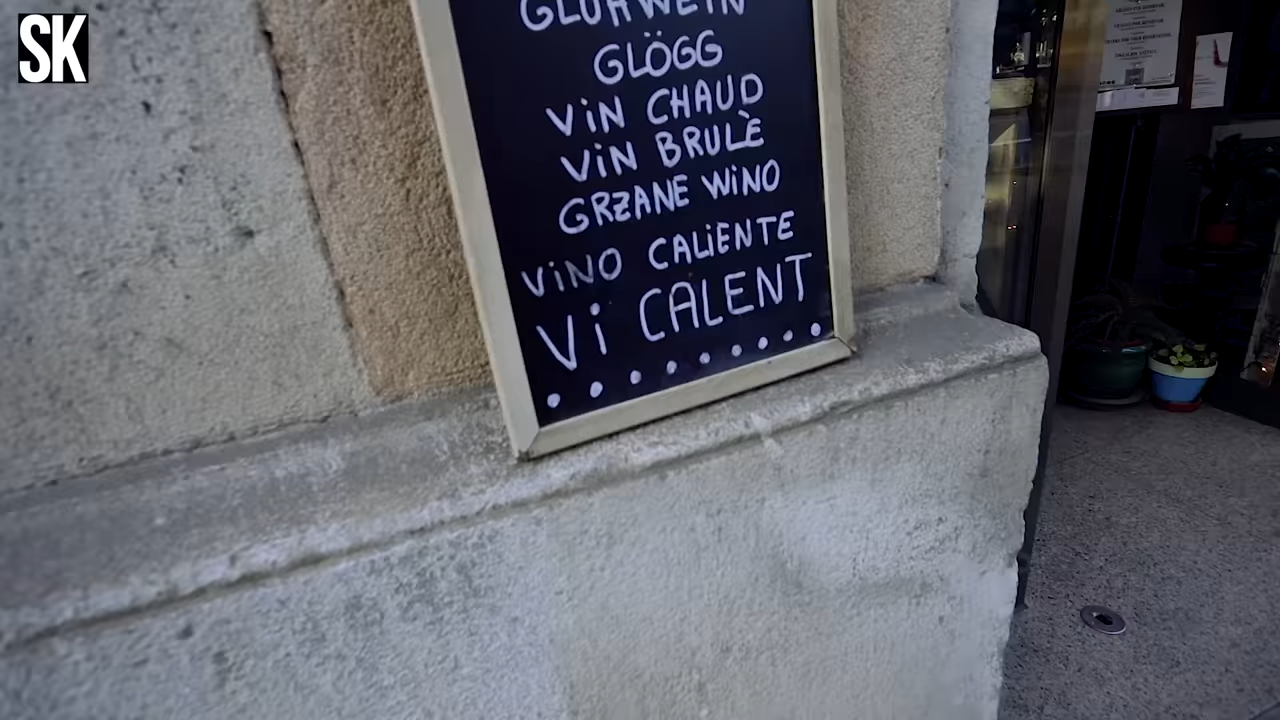 SK
GLÜHWEIN
GLÖGG
ViN CHAUD
ViN BRULÈ
GRZANE WiNO
ViNO CALiENTE
Vi CALENT